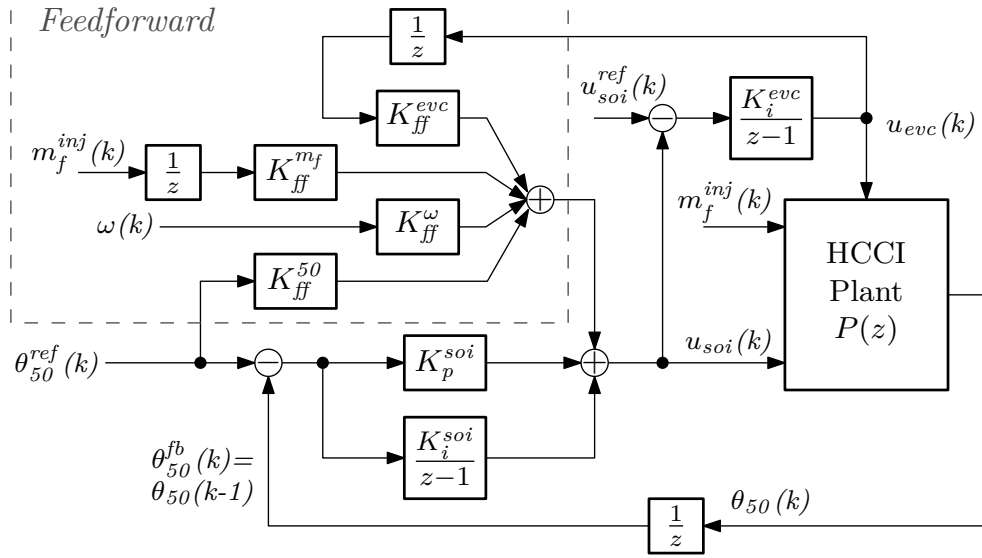 Feedforward
1/z
u_soi^ref(k)
K_i^evc/(z−1)
K_ff^evc
−
u_evc(k)
m_f^inj(k)
1/z
K_ff^m_f
+
m_f^inj(k)
ω(k)
K_ff^ω
K_ff^50
HCCI
Plant
P(z)
θ_50^ref(k)
−
K_p^soi
+
u_soi(k)
K_i^soi/(z−1)
θ_50^fb(k)=
θ_50(k-1)
1/z
θ_50(k)